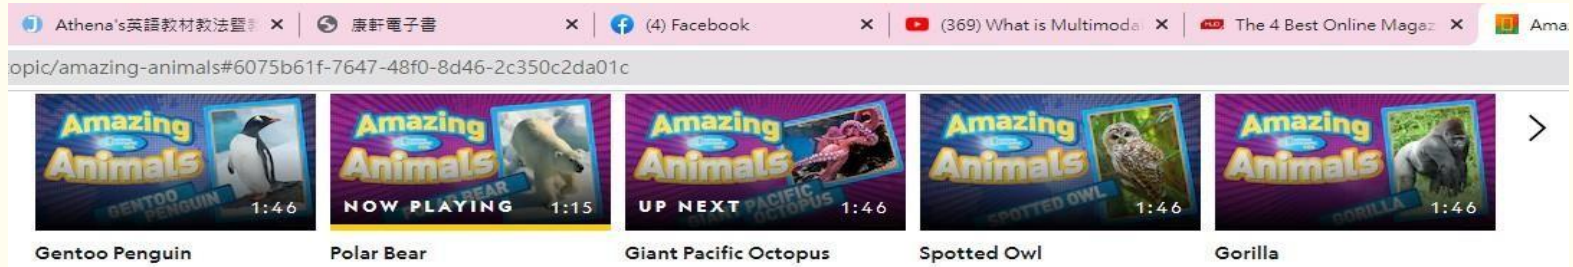 Athena's英語教材教法暨
康軒電子書
(4) Facebook
(369) What is Multimoda
The 4 Best Online Magaz
Ama
opic/amazing-animals#6075b61f-7647-48f0-8d46-2c350c2da01c
Amazing
Animals
GENTOO
PENGUIN
1:46
Amazing
Animals
BEAR
NOW PLAYING
1:15
Amazing
Animals
PACIFIC
OCTOPUS
UP NEXT
1:46
Amazing
Animals
SPOTTED OWL
1:46
Amazing
Animals
GORILLA
1:46
Gentoo Penguin
Polar Bear
Giant Pacific Octopus
Spotted Owl
Gorilla